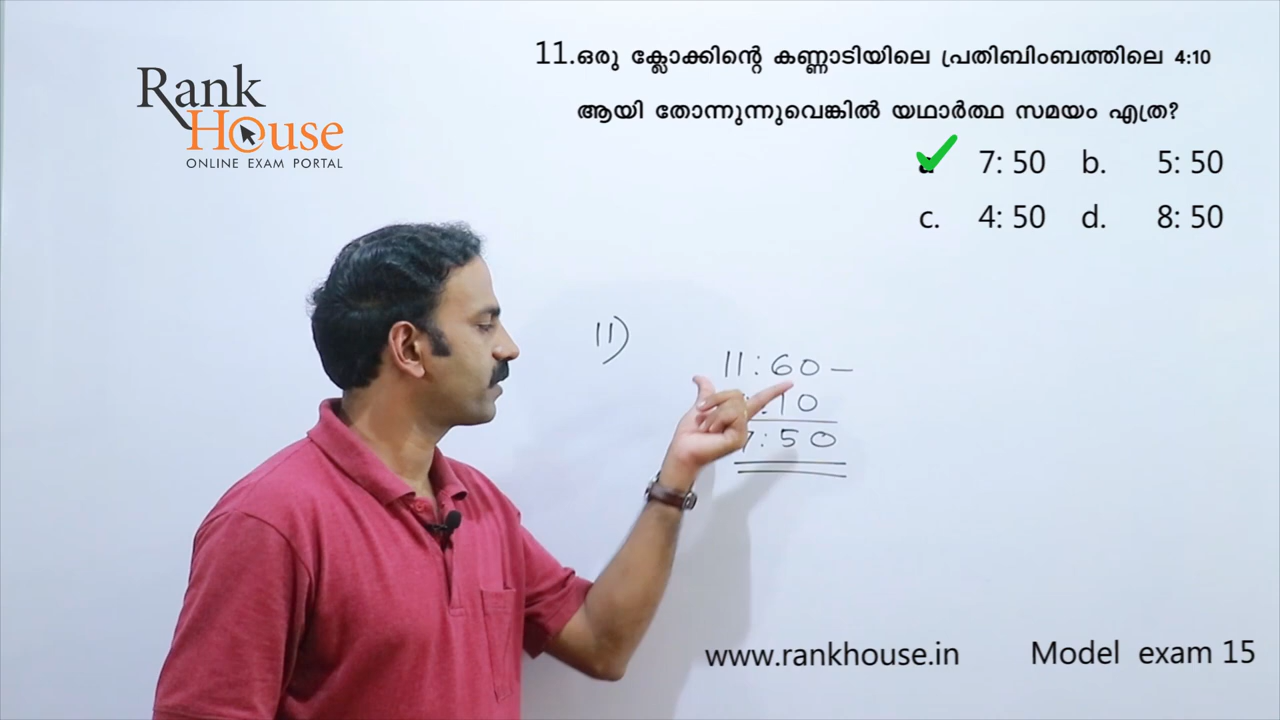 Rank
House
ONLINE EXAM PORTAL
11.ഒരു ക്ലോക്കിന്റെ കണ്ണാടിയിലെ പ്രതിബിംബത്തിലെ 4:10
ആയി തോന്നുന്നുവെങ്കിൽ യഥാർത്ഥ സമയം എത്ര?
a 7: 50 b. 5: 50
c. 4: 50 d. 8: 50
11)
11:60 –
:10
7:50
www.rankhouse.in Model exam 15